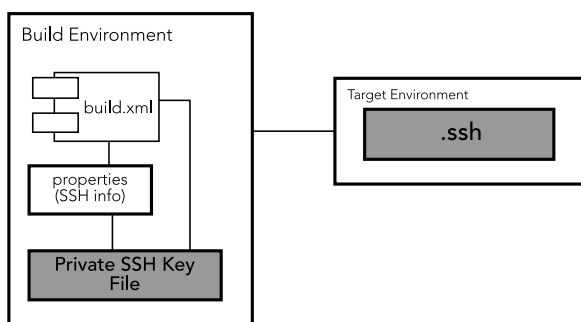 Build Environment
build.xml
properties
(SSH info)
Private SSH Key
File
Target Environment
.ssh